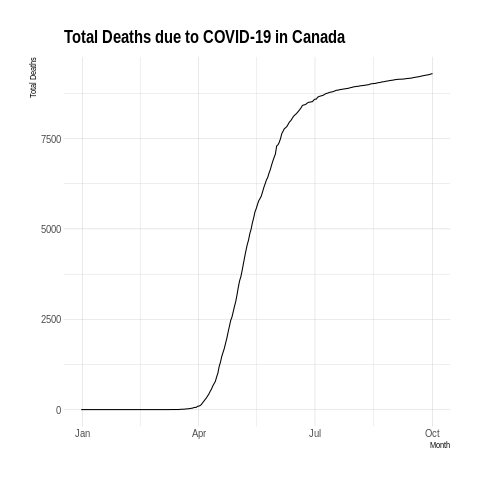 Total Deaths due to COVID-19 in Canada
Total Deaths
7500
5000
2500
0
Jan Apr Jul Oct
Month